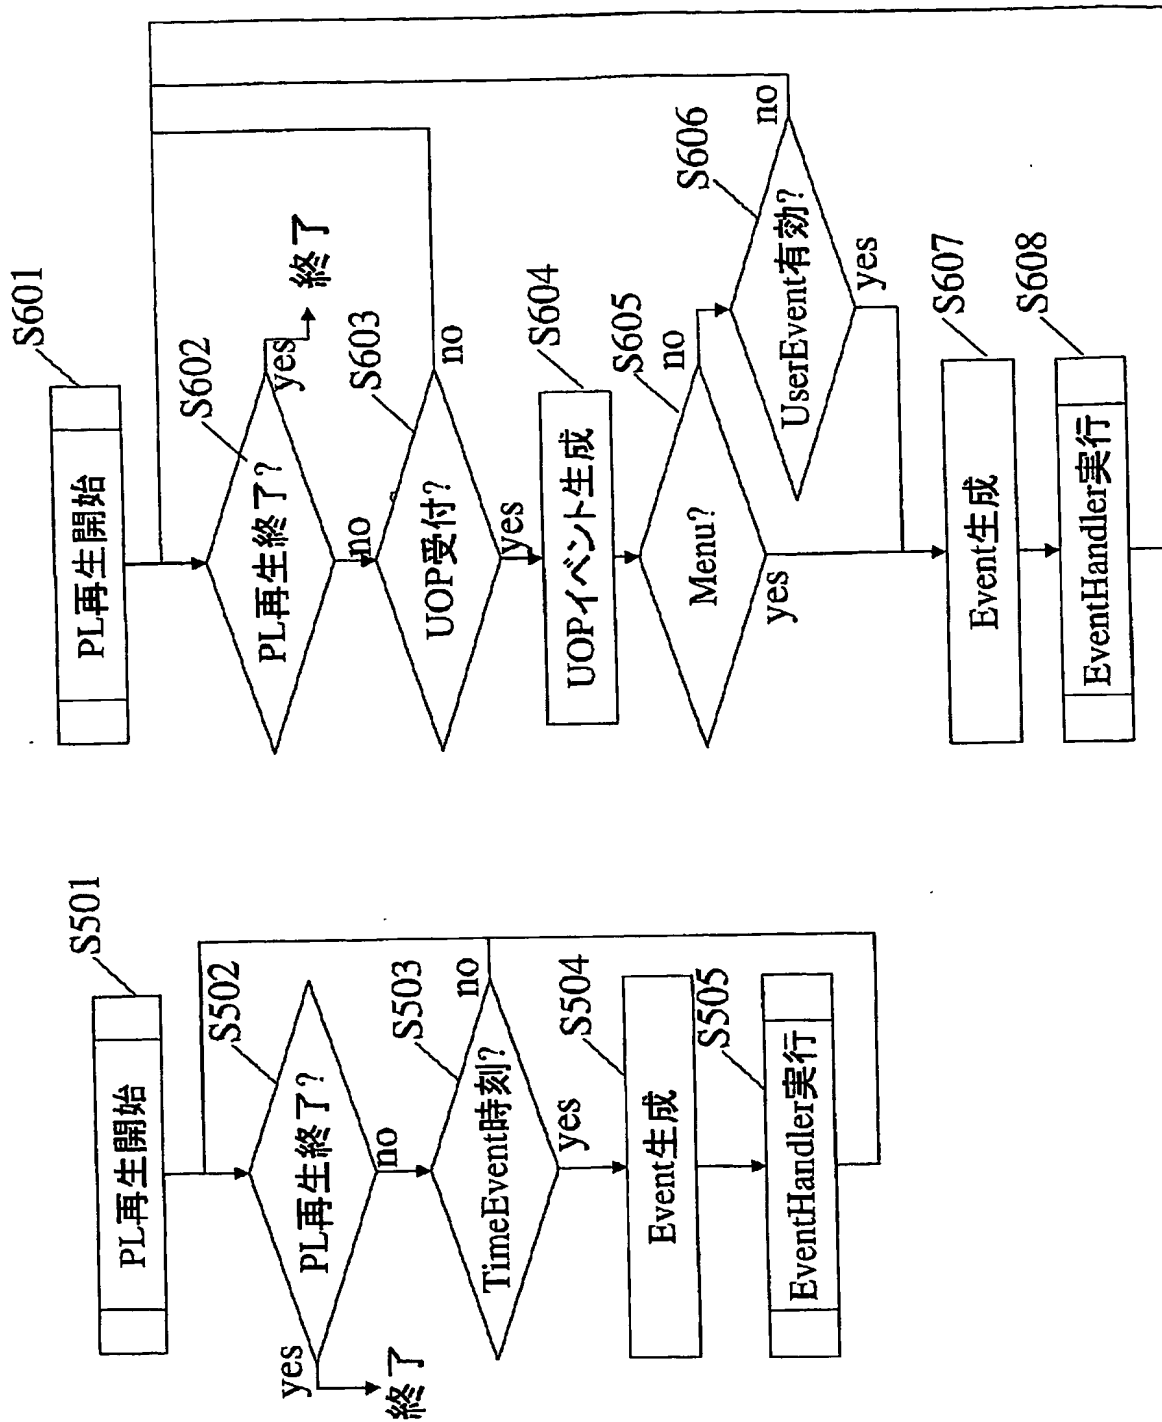 S501
PL再生開始
S502
PL再生終了?
yes
終了
no
S503
TimeEvent時刻?
no
yes
S504
Event生成
S505
EventHandler実行
S601
PL再生開始
S602
PL再生終了?
yes
終了
no
S603
UOP受付?
no
yes
S604
UOPイベント生成
S605
Menu?
no
yes
S606
UserEvent有効?
no
yes
S607
Event生成
S608
EventHandler実行